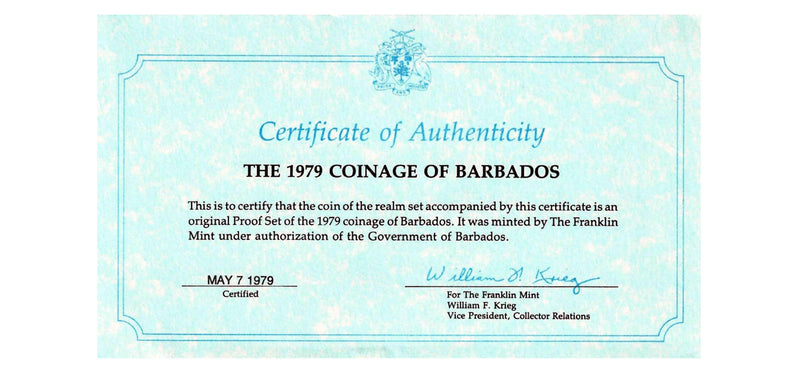 PRIDE AND INDUSTRY
Certificate of Authenticity
THE 1979 COINAGE OF BARBADOS
This is to certify that the coin of the realm set accompanied by this certificate is an
original Proof Set of the 1979 coinage of Barbados. It was minted by The Franklin
Mint under authorization of the Government of Barbados.
MAY 7 1979
Certified
William F. Krieg
For The Franklin Mint
William F. Krieg
Vice President, Collector Relations